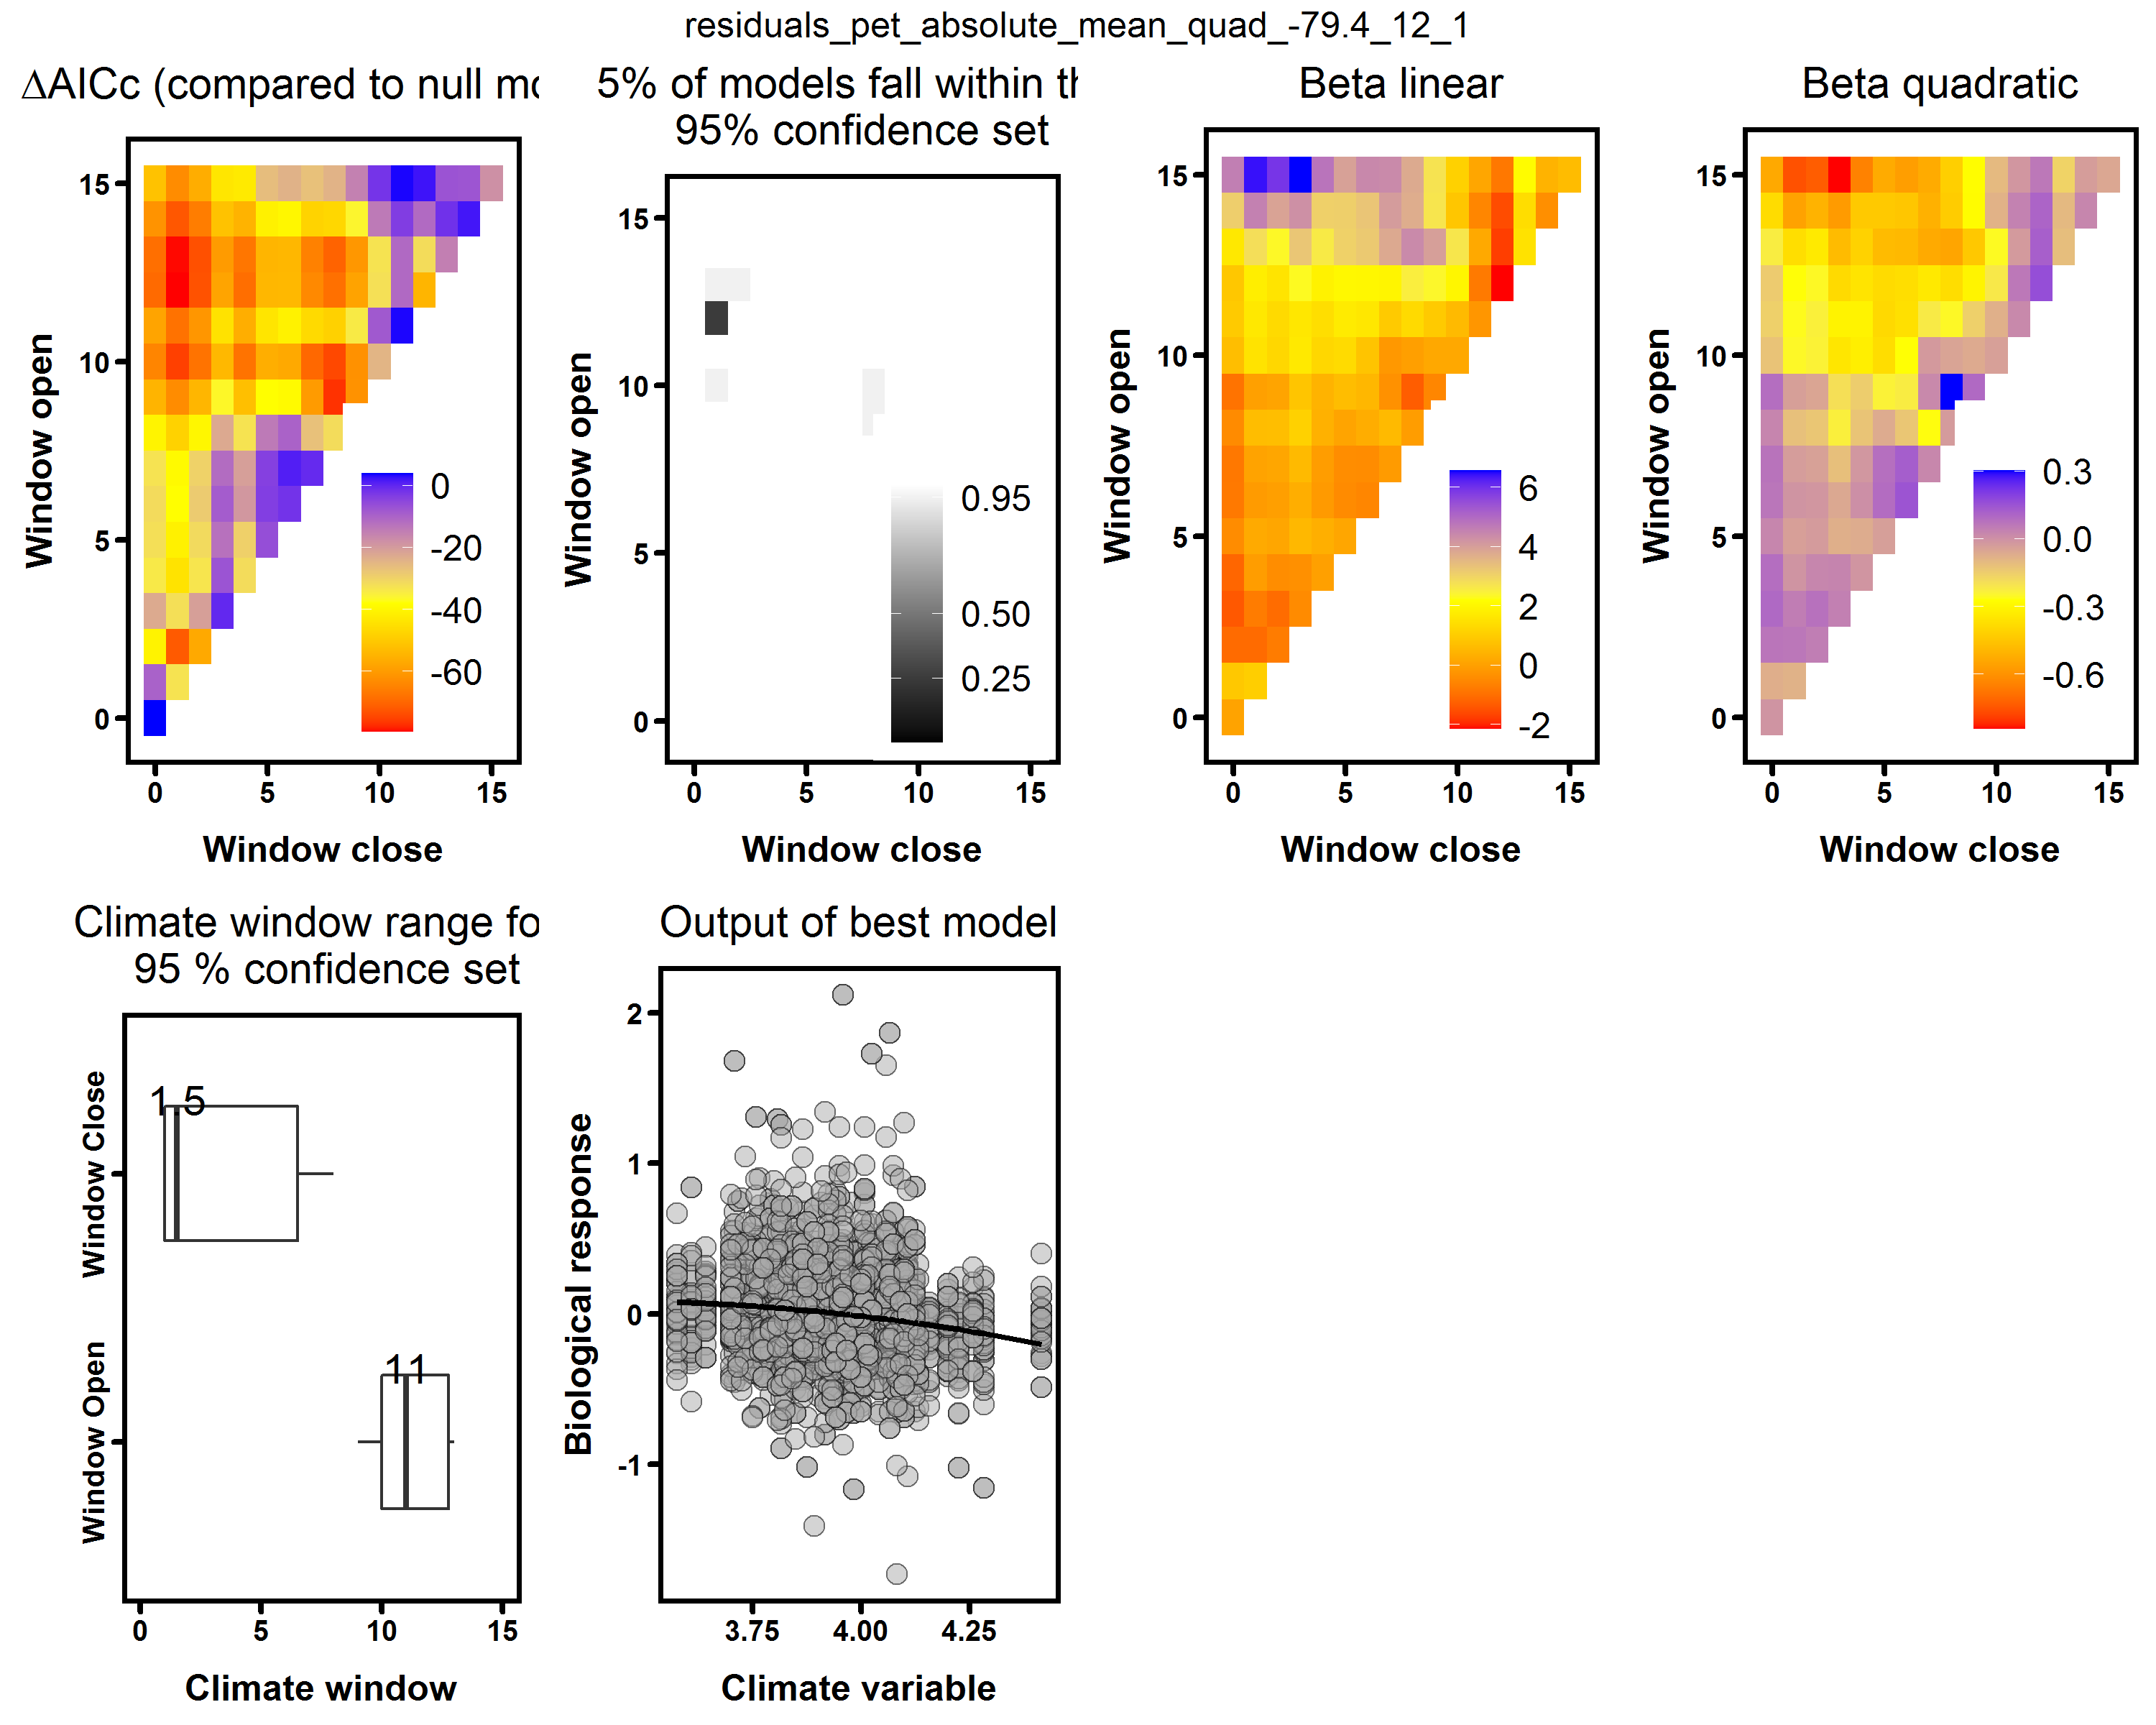 residuals_pet_absolute_mean_quad_-79.4_12_1
ΔAICc (compared to null mo
Window open
15
10
5
0
0
-20
-40
-60
0 5 10 15
Window close
5% of models fall within th
95% confidence set
Window open
15
10
5
0
0.95
0.50
0.25
0 5 10 15
Window close
Beta linear
Window open
15
10
5
0
6
4
2
0
-2
0 5 10 15
Window close
Beta quadratic
Window open
15
10
5
0
0.3
0.0
-0.3
-0.6
0 5 10 15
Window close
Climate window range fo
95 % confidence set
Window Close
Window Open
1.5
11
0 5 10 15
Climate window
Output of best model
Biological response
2
1
0
-1
3.75 4.00 4.25
Climate variable